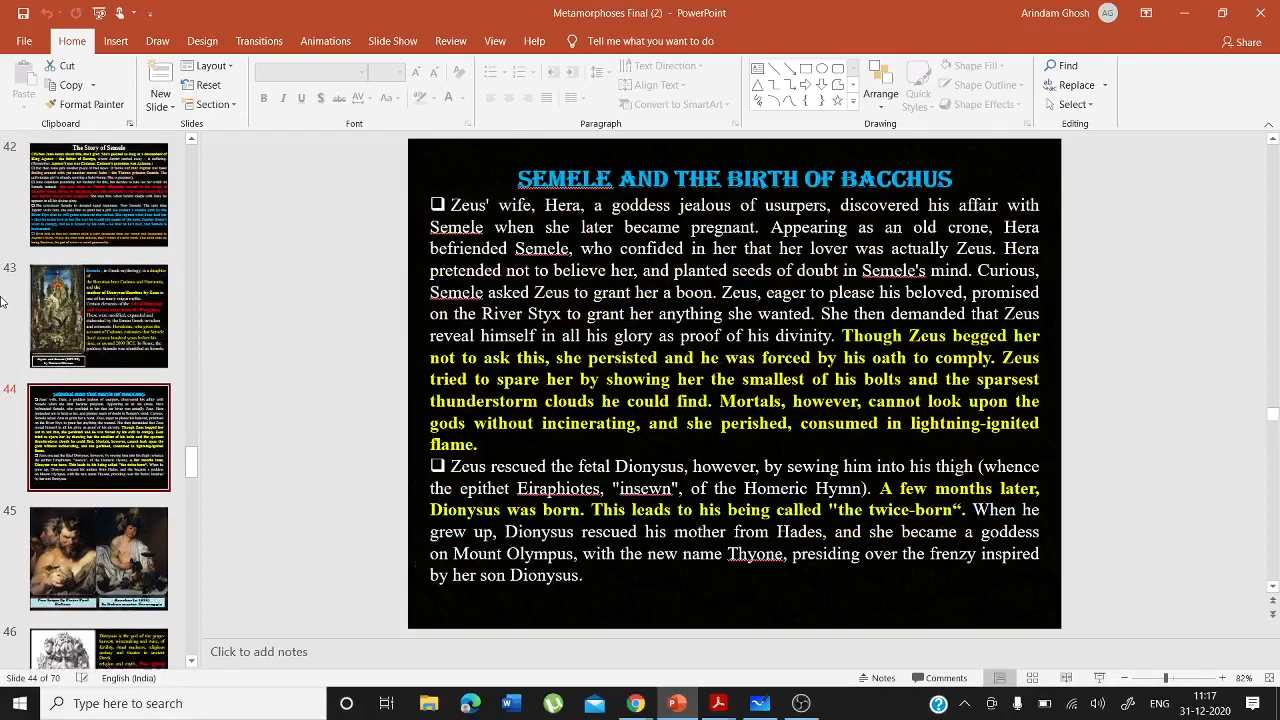 Metamorphoses - Final - PowerPoint
Arindam Ghosh
AG
File Home Insert Draw Design Transitions Animations Slide Show Review View Help Tell me what you want to do
Share
Paste
Cut
Copy
Format Painter
Clipboard
New
Slide
Layout
Reset
Section
Slides
Font
Text Direction
Align Text
Convert to SmartArt
Paragraph
Arrange
Quick
Styles
Shape Fill
Shape Outline
Shape Effects
Drawing
Find
Replace
Select
Editing
42
The Story of Semele
43
44
45
46
AND THE
Zeus' wife, Hera, a goddess jealous of usurpers, discovered his affair with
Semele when she later became pregnant. Appearing as an old crone, Hera
befriended Semele, who confided in her that her lover was actually Zeus. Hera
pretended not to believe her, and planted seeds of doubt in Semele's mind. Curious,
Semele asked Zeus to grant her a boon. Zeus, eager to please his beloved, promised
on the River Styx to grant her anything she wanted. She then demanded that Zeus
reveal himself in all his glory as proof of his divinity. Though Zeus begged her
not to ask this, she persisted and he was forced by his oath to comply. Zeus
tried to spare her by showing her the smallest of his bolts and the sparsest
thunderstorm clouds he could find. Mortals, however, cannot look upon the
gods without incinerating, and she perished, consumed in lightning-ignited
flame.
Zeus rescued the fetal Dionysus, however, by sewing him into his thigh (whence
the epithet Eiraphiotes, "insewn", of the Homeric Hymn). A few months later,
Dionysus was born. This leads to his being called "the twice-born“. When he
grew up, Dionysus rescued his mother from Hades, and she became a goddess
on Mount Olympus, with the new name Thyone, presiding over the frenzy inspired
by her son Dionysus.
Click to add notes
Slide 44 of 70
English (India)
Notes
Comments
82%
Type here to search
ENG
11:17
31-12-2020